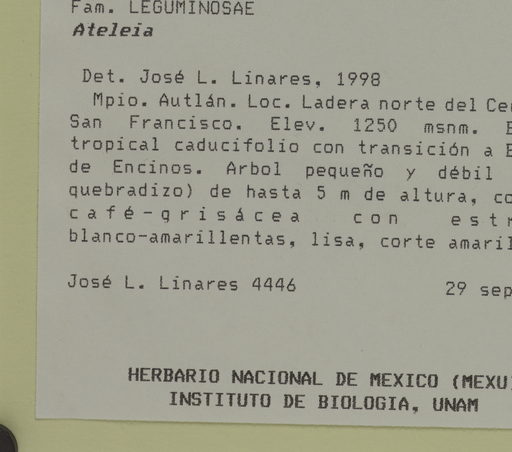 Fam. LEGUMINOSAE
Ateleia
Det. José L. Linares, 1998
Mpio. Autlán. Loc. Ladera norte del
San Francisco. Elev. 1250 msnm.
tropical caducifolio con transición a
de Encinos. Arbol pequeño y débil
quebradizo) de hasta 5 m de altura,
café-grisácea con
blanco-amarillentas, lisa, corte
José L. Linares 4446
29 sep
HERBARIO NACIONAL DE MEXICO (MEXU)
INSTITUTO DE BIOLOGIA, UNAM